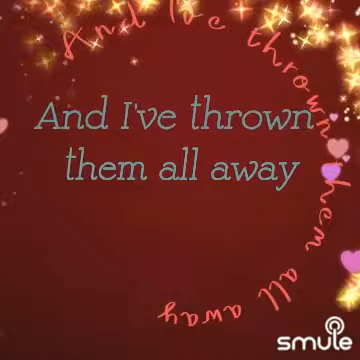 And I've thrown them all away
And I've thrown
them all away
smule